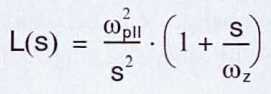 L(s) = ω_pll^2 / s^2 · (1 + s / ω_z)